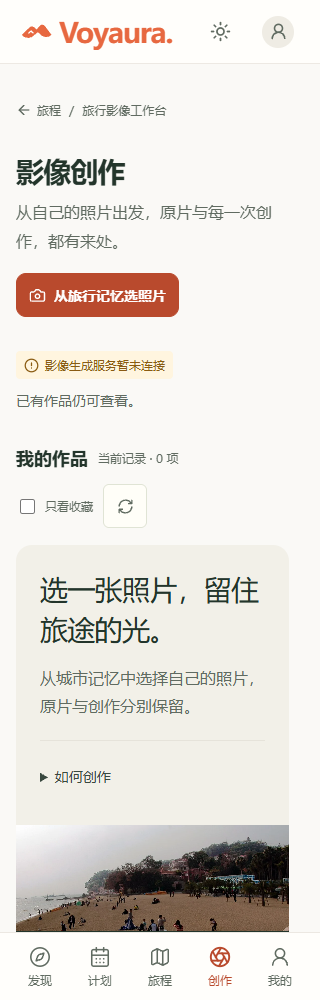 Voyaura.
旅程 / 旅行影像工作台
影像创作
从自己的照片出发，原片与每一次创
作，都有来处。
从旅行记忆选照片
影像生成服务暂未连接
已有作品仍可查看。
我的作品 当前记录 · 0 项
只看收藏
选一张照片，留住
旅途的光。
从城市记忆中选择自己的照片，
原片与创作分别保留。
如何创作
发现 计划 旅程 创作 我的